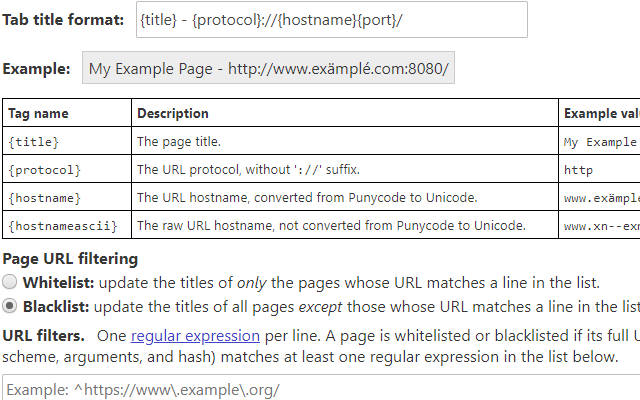 Tab title format: {title} - {protocol}://{hostname}{port}/
Example: My Example Page - http://www.exämplé.com:8080/
Tag name Description Example valu
{title} The page title. My Example
{protocol} The URL protocol, without '://' suffix. http
{hostname} The URL hostname, converted from Punycode to Unicode. www.exämple
{hostnameascii} The raw URL hostname, not converted from Punycode to Unicode. www.xn--exm
Page URL filtering
Whitelist: update the titles of only the pages whose URL matches a line in the list.
Blacklist: update the titles of all pages except those whose URL matches a line in the list
URL filters. One regular expression per line. A page is whitelisted or blacklisted if its full U
scheme, arguments, and hash) matches at least one regular expression in the list below.
Example: ^https://www\.example\.org/